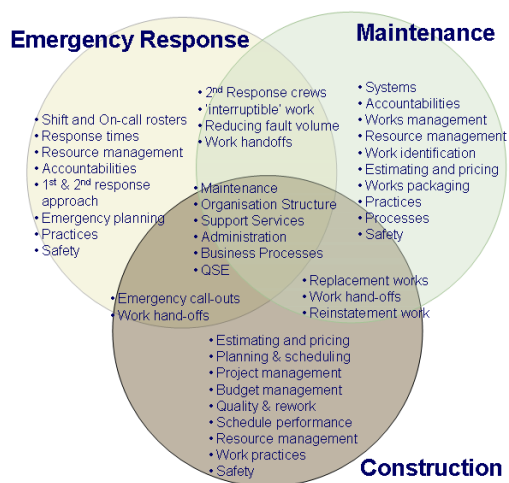 Emergency Response
Maintenance
• 2nd Response crews
• 'interruptible' work
• Reducing fault volume
• Work handoffs
• Shift and On-call rosters
• Response times
• Resource management
• Accountabilities
• 1st & 2nd response
approach
• Emergency planning
• Practices
• Safety
• Systems
• Accountabilities
• Works management
• Resource management
• Work identification
• Estimating and pricing
• Works packaging
• Practices
• Processes
• Safety
• Maintenance
• Organisation Structure
• Support Services
• Administration
• Business Processes
• QSE
• Emergency call-outs
• Work hand-offs
• Replacement works
• Work hand-offs
• Reinstatement work
• Estimating and pricing
• Planning & scheduling
• Project management
• Budget management
• Quality & rework
• Schedule performance
• Resource management
• Work practices
• Safety
Construction